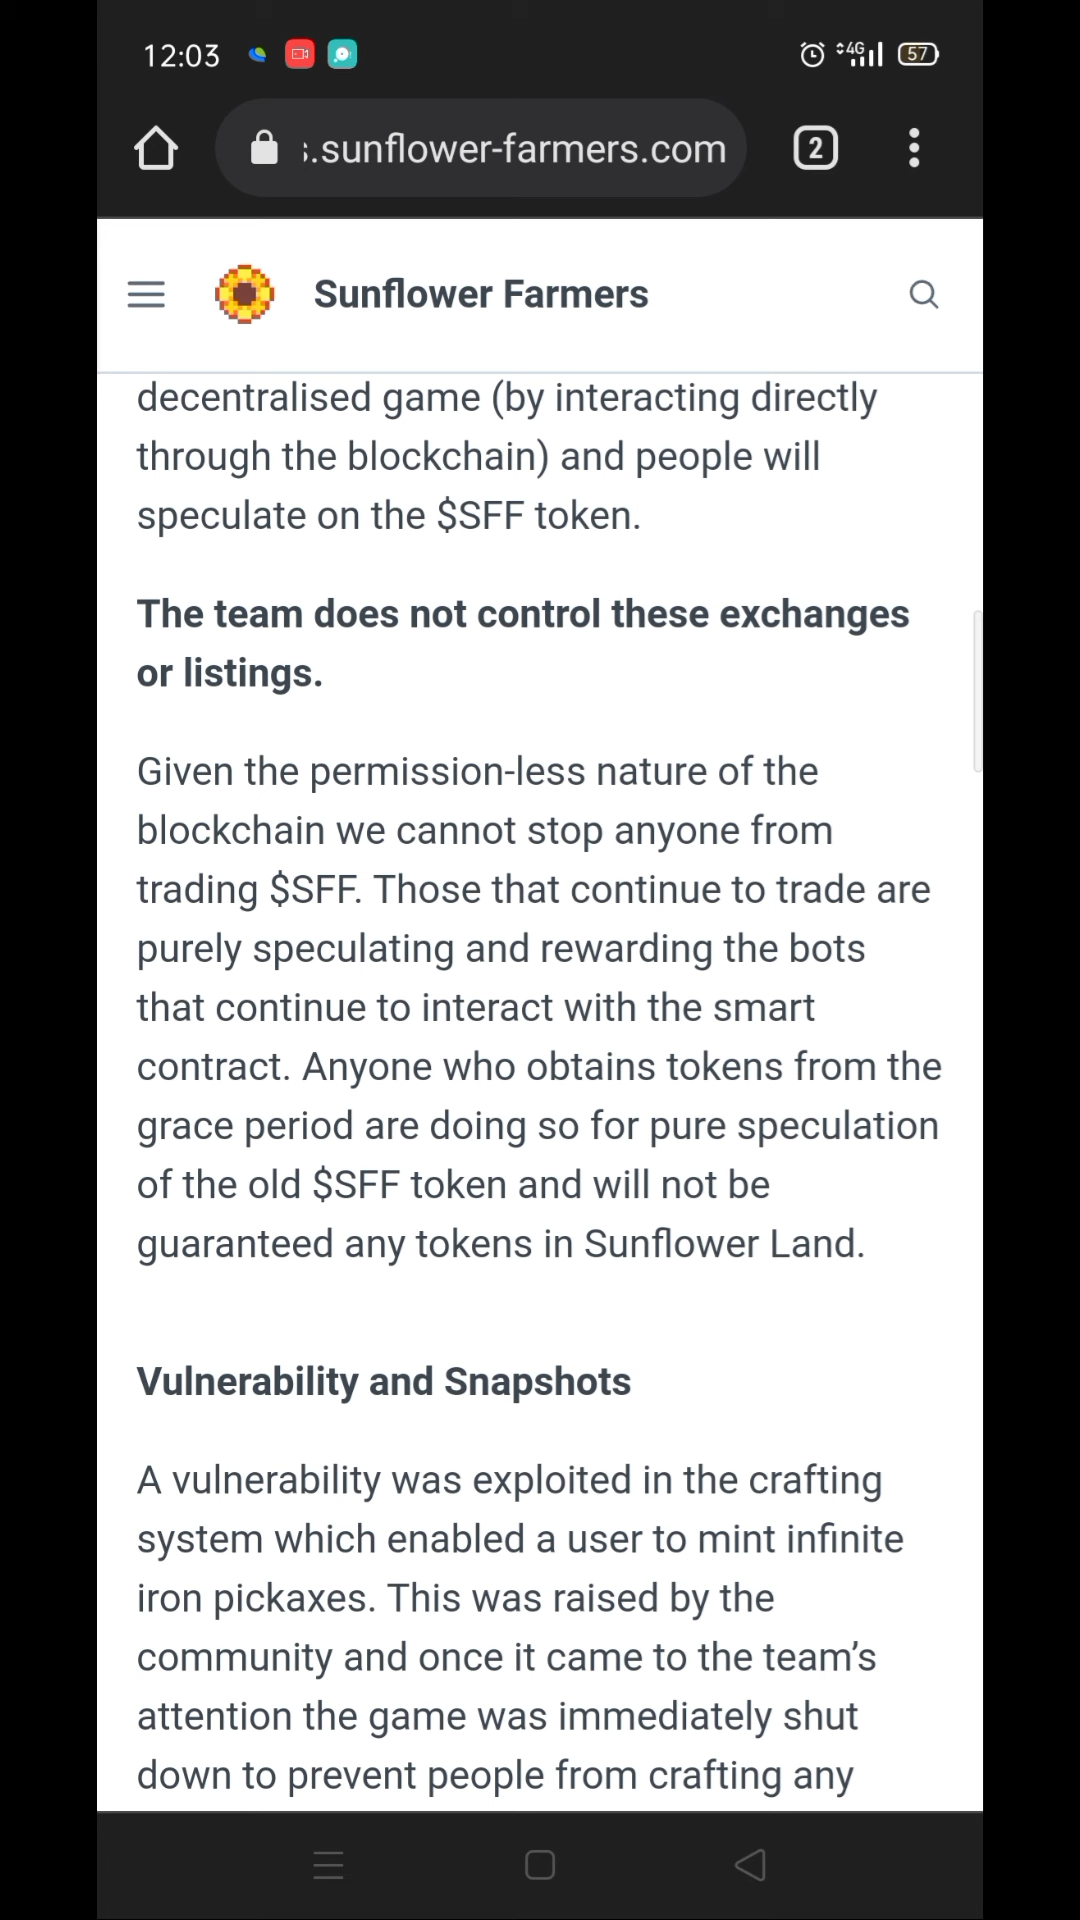 12:03
4G
57
.sunflower-farmers.com
2
Sunflower Farmers
decentralised game (by interacting directly
through the blockchain) and people will
speculate on the $SFF token.
The team does not control these exchanges
or listings.
Given the permission-less nature of the
blockchain we cannot stop anyone from
trading $SFF. Those that continue to trade are
purely speculating and rewarding the bots
that continue to interact with the smart
contract. Anyone who obtains tokens from the
grace period are doing so for pure speculation
of the old $SFF token and will not be
guaranteed any tokens in Sunflower Land.
Vulnerability and Snapshots
A vulnerability was exploited in the crafting
system which enabled a user to mint infinite
iron pickaxes. This was raised by the
community and once it came to the team’s
attention the game was immediately shut
down to prevent people from crafting any